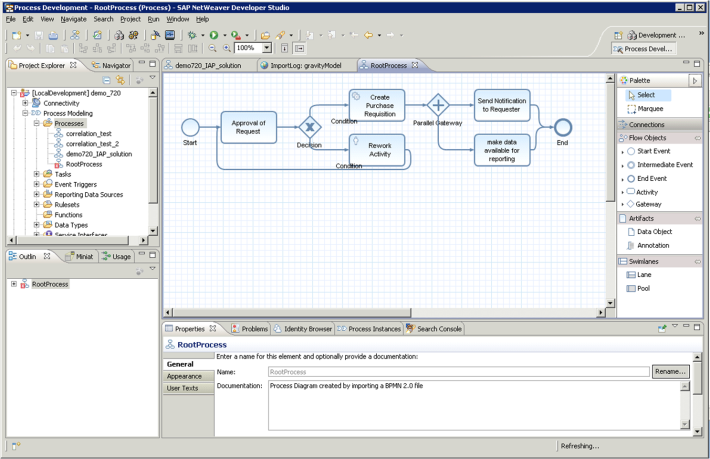 Process Development - RootProcess (Process) - SAP NetWeaver Developer Studio
File Edit View Navigate Search Project Run Window Help
100%
Development ...
Process Devel...
Project Explorer
Navigator
[LocalDevelopment] demo_720
Connectivity
Process Modeling
Processes
correlation_test
correlation_test_2
demo720_IAP_solution
RootProcess
Tasks
Event Triggers
Reporting Data Sources
Rulesets
Functions
Data Types
Service Interfaces
Outlin
Miniat
Usage
RootProcess
demo720_IAP_solution
ImportLog: gravityModel
RootProcess
Start
Approval of
Request
Decision
Condition
Create
Purchase
Requisition
Condition
Rework
Activity
Parallel Gateway
Send Notification
to Requester
make data
available for
reporting
End
Palette
Select
Marquee
Connections
Flow Objects
Start Event
Intermediate Event
End Event
Activity
Gateway
Artifacts
Data Object
Annotation
Swimlanes
Lane
Pool
Properties
Problems
Identity Browser
Process Instances
Search Console
RootProcess
General
Appearance
User Texts
Enter a name for this element and optionally provide a documentation:
Name:
RootProcess
Rename...
Documentation:
Process Diagram created by importing a BPMN 2.0 file
Refreshing...